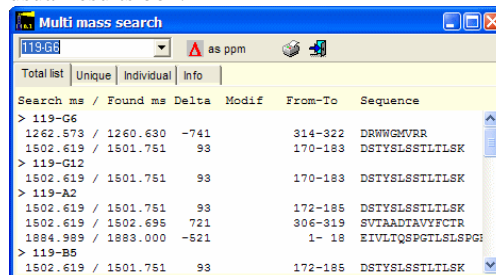 Multi mass search
119-G6 as ppm
Total list Unique Individual Info
Search ms / Found ms Delta Modif From-To Sequence
> 119-G6
1262.573 / 1260.630 -741 314-322 DRWWGMVRR
1502.619 / 1501.751 93 170-183 DSTYSLSSTLTLSK
> 119-G12
1502.619 / 1501.751 93 170-183 DSTYSLSSTLTLSK
> 119-A2
1502.619 / 1501.751 93 172-185 DSTYSLSSTLTLSK
1502.619 / 1502.695 721 306-319 SVTAADTAVYFCTR
1884.989 / 1883.000 -521 1- 18 EIVLTQSPGTLSLSPG
> 119-B5
1502.619 / 1501.751 93 172-185 DSTYSLSSTLTLSK